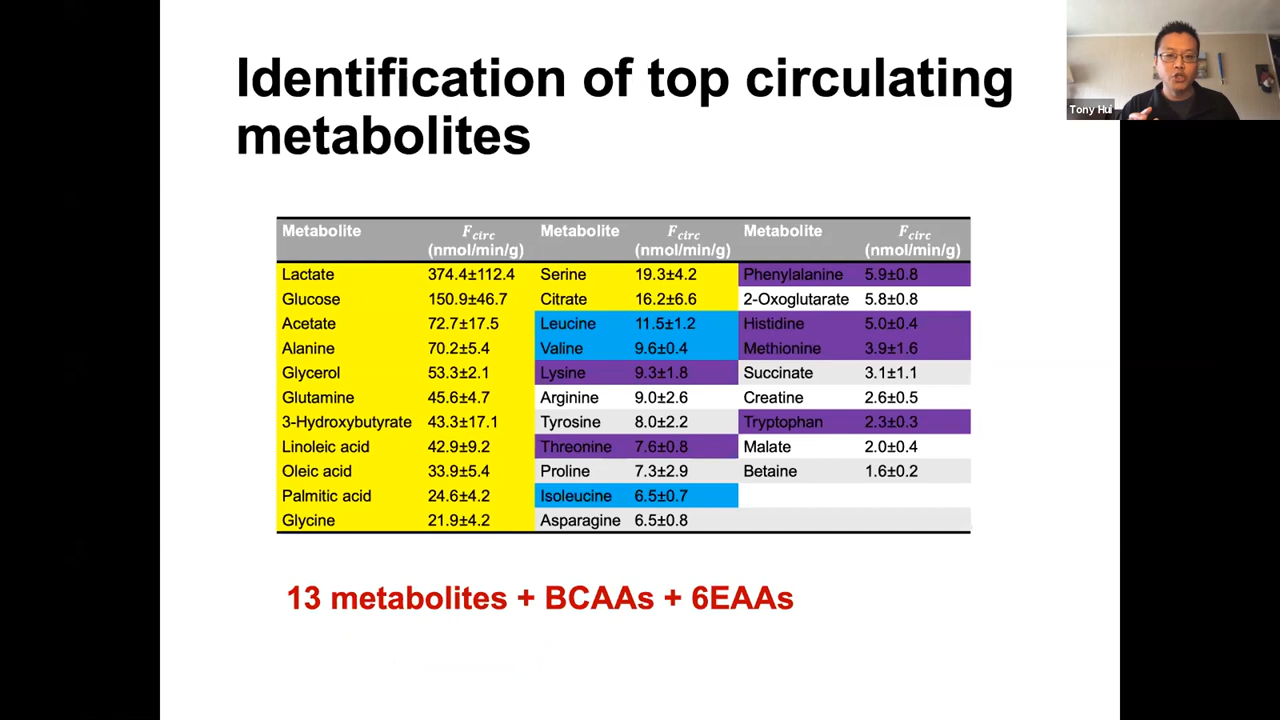 Identification of top circulating
metabolites
Tony Hui
Metabolite F_circ (nmol/min/g) Metabolite F_circ (nmol/min/g) Metabolite F_circ (nmol/min/g)
Lactate 374.4±112.4 Serine 19.3±4.2 Phenylalanine 5.9±0.8
Glucose 150.9±46.7 Citrate 16.2±6.6 2-Oxoglutarate 5.8±0.8
Acetate 72.7±17.5 Leucine 11.5±1.2 Histidine 5.0±0.4
Alanine 70.2±5.4 Valine 9.6±0.4 Methionine 3.9±1.6
Glycerol 53.3±2.1 Lysine 9.3±1.8 Succinate 3.1±1.1
Glutamine 45.6±4.7 Arginine 9.0±2.6 Creatine 2.6±0.5
3-Hydroxybutyrate 43.3±17.1 Tyrosine 8.0±2.2 Tryptophan 2.3±0.3
Linoleic acid 42.9±9.2 Threonine 7.6±0.8 Malate 2.0±0.4
Oleic acid 33.9±5.4 Proline 7.3±2.9 Betaine 1.6±0.2
Palmitic acid 24.6±4.2 Isoleucine 6.5±0.7
Glycine 21.9±4.2 Asparagine 6.5±0.8
13 metabolites + BCAAs + 6EAAs